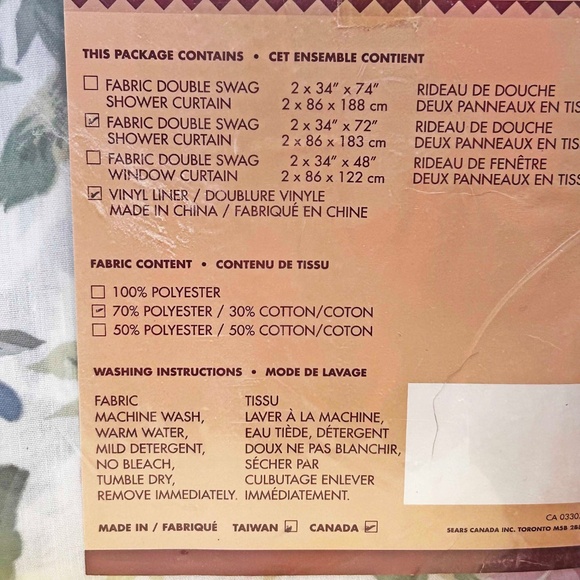 THIS PACKAGE CONTAINS • CET ENSEMBLE CONTIENT
FABRIC DOUBLE SWAG 2 x 34" x 74" RIDEAU DE DOUCHE
SHOWER CURTAIN 2 x 86 x 188 cm DEUX PANNEAUX EN TIS
FABRIC DOUBLE SWAG 2 x 34" x 72" RIDEAU DE DOUCHE
SHOWER CURTAIN 2 x 86 x 183 cm DEUX PANNEAUX EN TIS
FABRIC DOUBLE SWAG 2 x 34" x 48" RIDEAU DE FENÊTRE
WINDOW CURTAIN 2 x 86 x 122 cm DEUX PANNEAUX EN TISS
VINYL LINER / DOUBLURE VINYLE
MADE IN CHINA / FABRIQUÉ EN CHINE
FABRIC CONTENT • CONTENU DE TISSU
100% POLYESTER
70% POLYESTER / 30% COTTON/COTON
50% POLYESTER / 50% COTTON/COTON
WASHING INSTRUCTIONS • MODE DE LAVAGE
FABRIC TISSU
MACHINE WASH, LAVER À LA MACHINE,
WARM WATER, EAU TIÈDE, DÉTERGENT
MILD DETERGENT, DOUX NE PAS BLANCHIR,
NO BLEACH, SÉCHER PAR
TUMBLE DRY, CULBUTAGE ENLEVER
REMOVE IMMEDIATELY. IMMÉDIATEMENT.
MADE IN / FABRIQUÉ TAIWAN CANADA
CA 0330
SEARS CANADA INC. TORONTO M5B